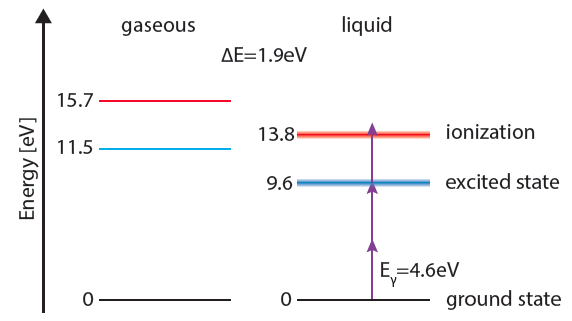 gaseous
liquid
ΔE=1.9eV
Energy [eV]
15.7
11.5
0
13.8
ionization
9.6
excited state
Eγ=4.6eV
0
ground state